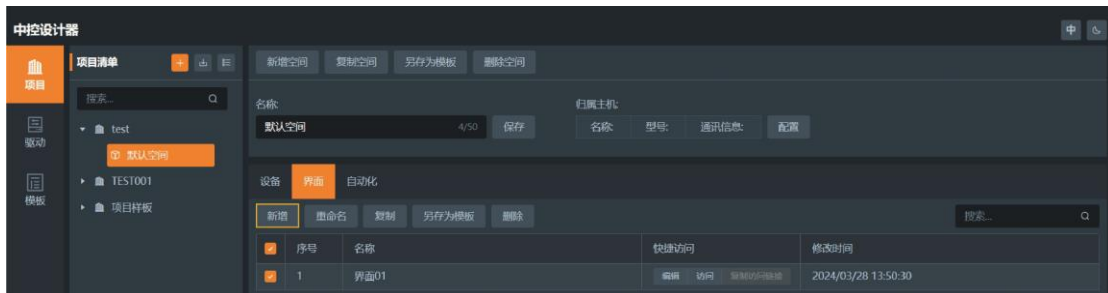 中控设计器
中
项目
驱动
模板
项目清单
搜索...
test
默认空间
TEST001
项目样板
新增空间 复制空间 另存为模板 删除空间
名称: 归属主机:
默认空间 4/50 保存 名称: 型号: 通讯信息: 配置
设备 界面 自动化
新增 重命名 复制 另存为模板 删除 搜索...
序号 名称 快捷访问 修改时间
1 界面01 编辑 访问 复制访问链接 2024/03/28 13:50:30